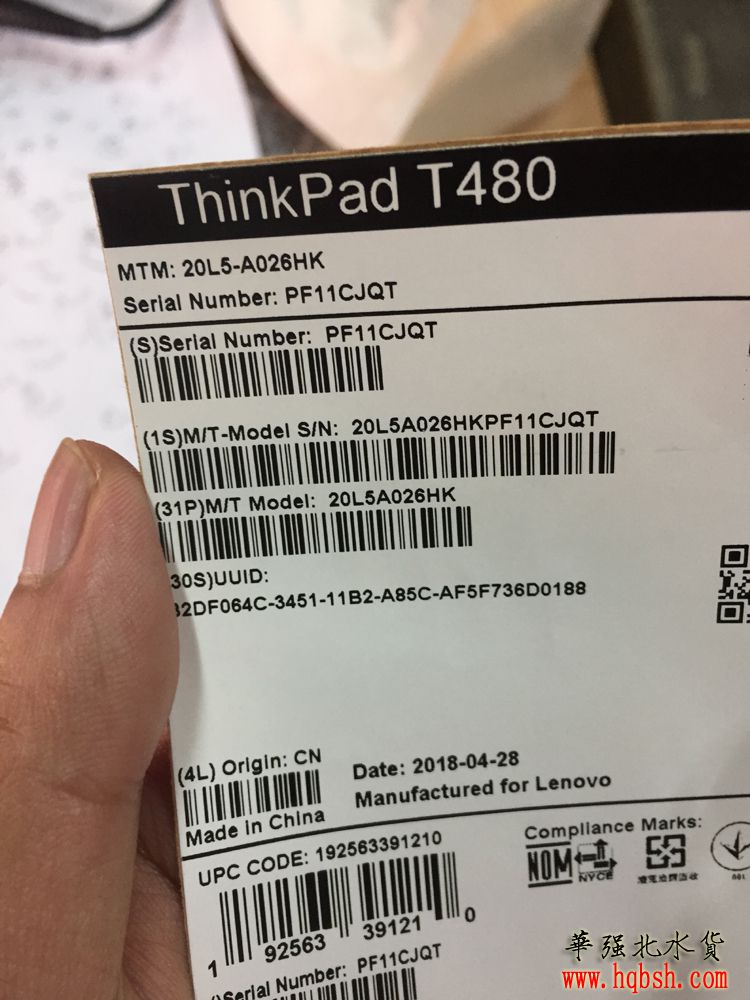 ThinkPad T480
MTM: 20L5-A026HK
Serial Number: PF11CJQT
(S)Serial Number: PF11CJQT
(1S)M/T-Model S/N: 20L5A026HKPF11CJQT
(31P)M/T Model: 20L5A026HK
30S)UUID:
2DF064C-3451-11B2-A85C-AF5F736D0188
(4L) Origin: CN
Date: 2018-04-28
Made in China
Manufactured for Lenovo
UPC CODE: 192563391210
Compliance Marks:
NOM
NYCE
1 92563 39121 0
Serial Number: PF11CJQT
華强北水貨
www.hqbsh.com